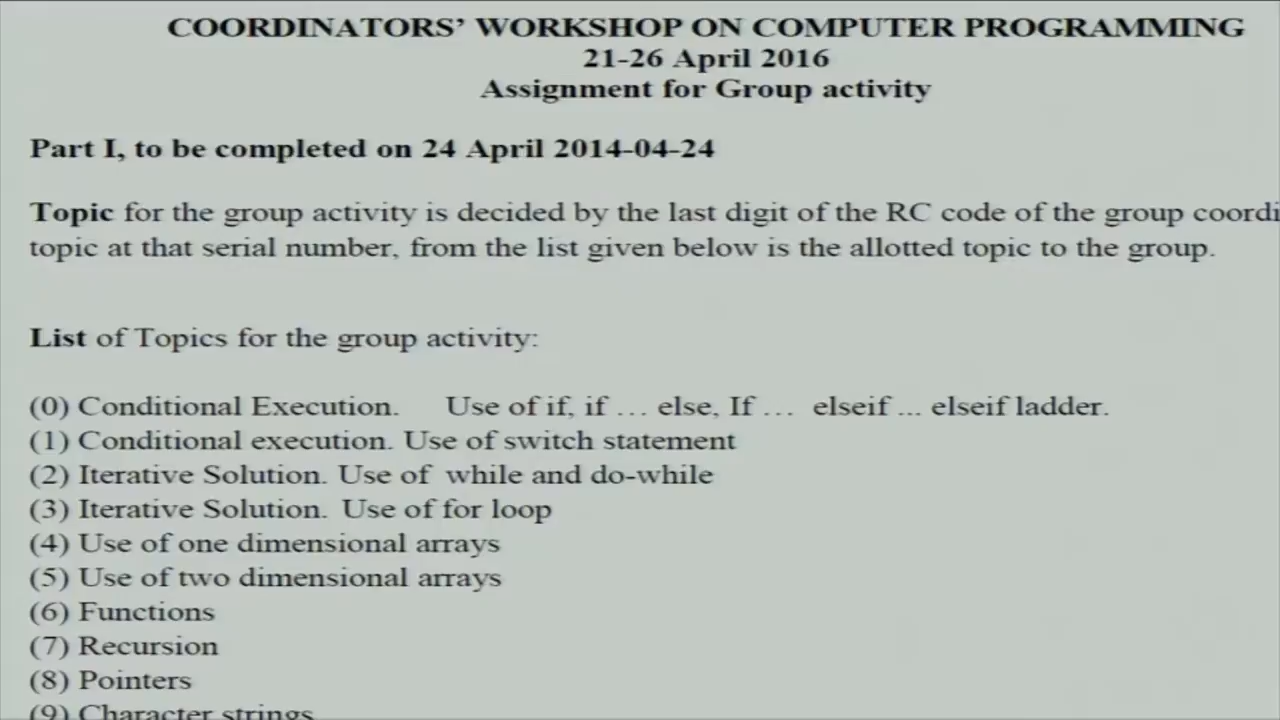 COORDINATORS’ WORKSHOP ON COMPUTER PROGRAMMING
21-26 April 2016
Assignment for Group activity
Part I, to be completed on 24 April 2014-04-24
Topic for the group activity is decided by the last digit of the RC code of the group coordi
topic at that serial number, from the list given below is the allotted topic to the group.
List of Topics for the group activity:
(0) Conditional Execution. Use of if, if … else, If … elseif ... elseif ladder.
(1) Conditional execution. Use of switch statement
(2) Iterative Solution. Use of while and do-while
(3) Iterative Solution. Use of for loop
(4) Use of one dimensional arrays
(5) Use of two dimensional arrays
(6) Functions
(7) Recursion
(8) Pointers
(9) Character strings